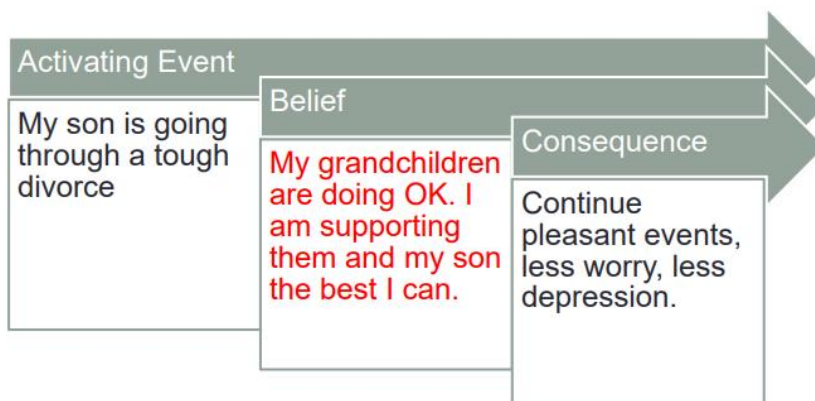 Activating Event
My son is going
through a tough
divorce
Belief
My grandchildren
are doing OK. I
am supporting
them and my son
the best I can.
Consequence
Continue
pleasant events,
less worry, less
depression.